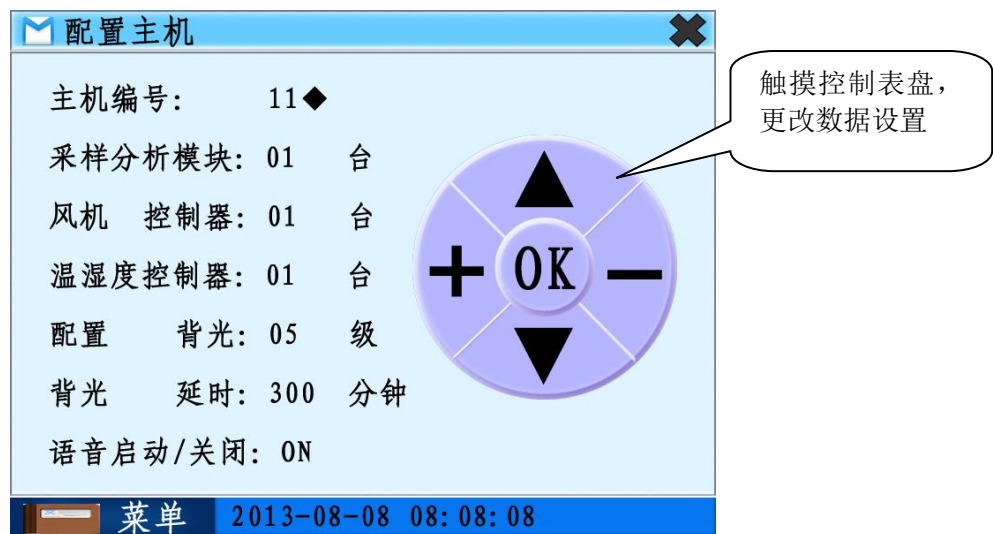 配置主机
触摸控制表盘，
更改数据设置
主机编号: 11◆
采样分析模块: 01 台
风机 控制器: 01 台
温湿度控制器: 01 台
配置 背光: 05 级
背光 延时: 300 分钟
语音启动/关闭: ON
+ OK —
菜单 2013-08-08 08:08:08